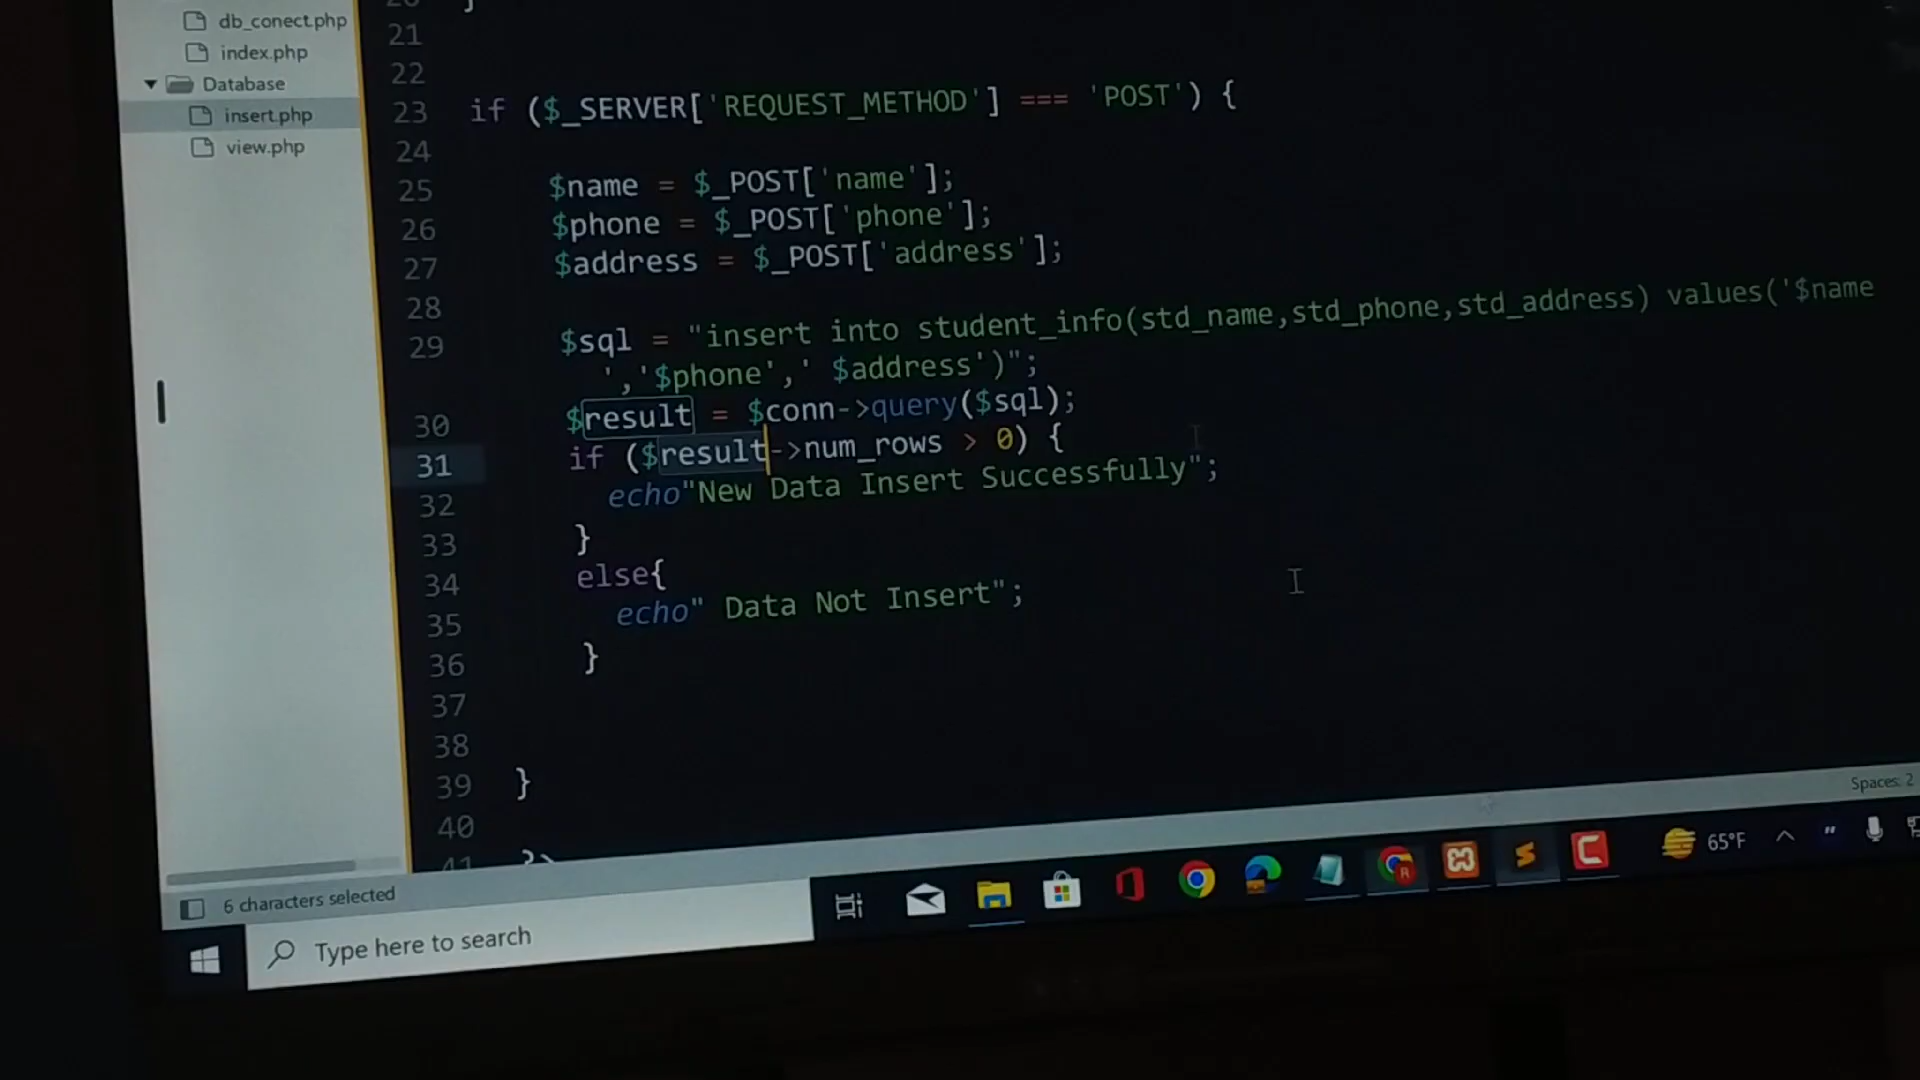 db_conect.php
index.php
Database
insert.php
view.php
21
22
23 if ($_SERVER['REQUEST_METHOD'] === 'POST') {
24
25 $name = $_POST['name'];
26 $phone = $_POST['phone'];
27 $address = $_POST['address'];
28
29 $sql = "insert into student_info(std_name,std_phone,std_address) values('$name
','$phone',' $address')";
30 $result = $conn->query($sql);
31 if ($result->num_rows > 0) {
32 echo"New Data Insert Successfully";
33 }
34 else{
35 echo" Data Not Insert";
36 }
37
38
39 }
40
41
Spaces: 2
6 characters selected
Type here to search
65°F